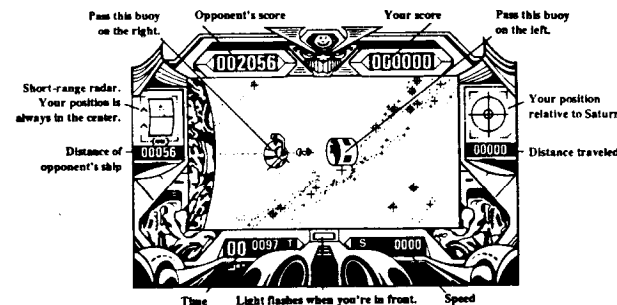 Pass this buoy
on the right.
Opponent's score
Your score
Pass this buoy
on the left.
002056
000000
Short-range radar.
Your position is
always in the center.
Your position
relative to Saturn
Distance of
opponent's ship
00056
00000
Distance traveled
00
0097 T
S
0000
Time
Light flashes when you're in front.
Speed